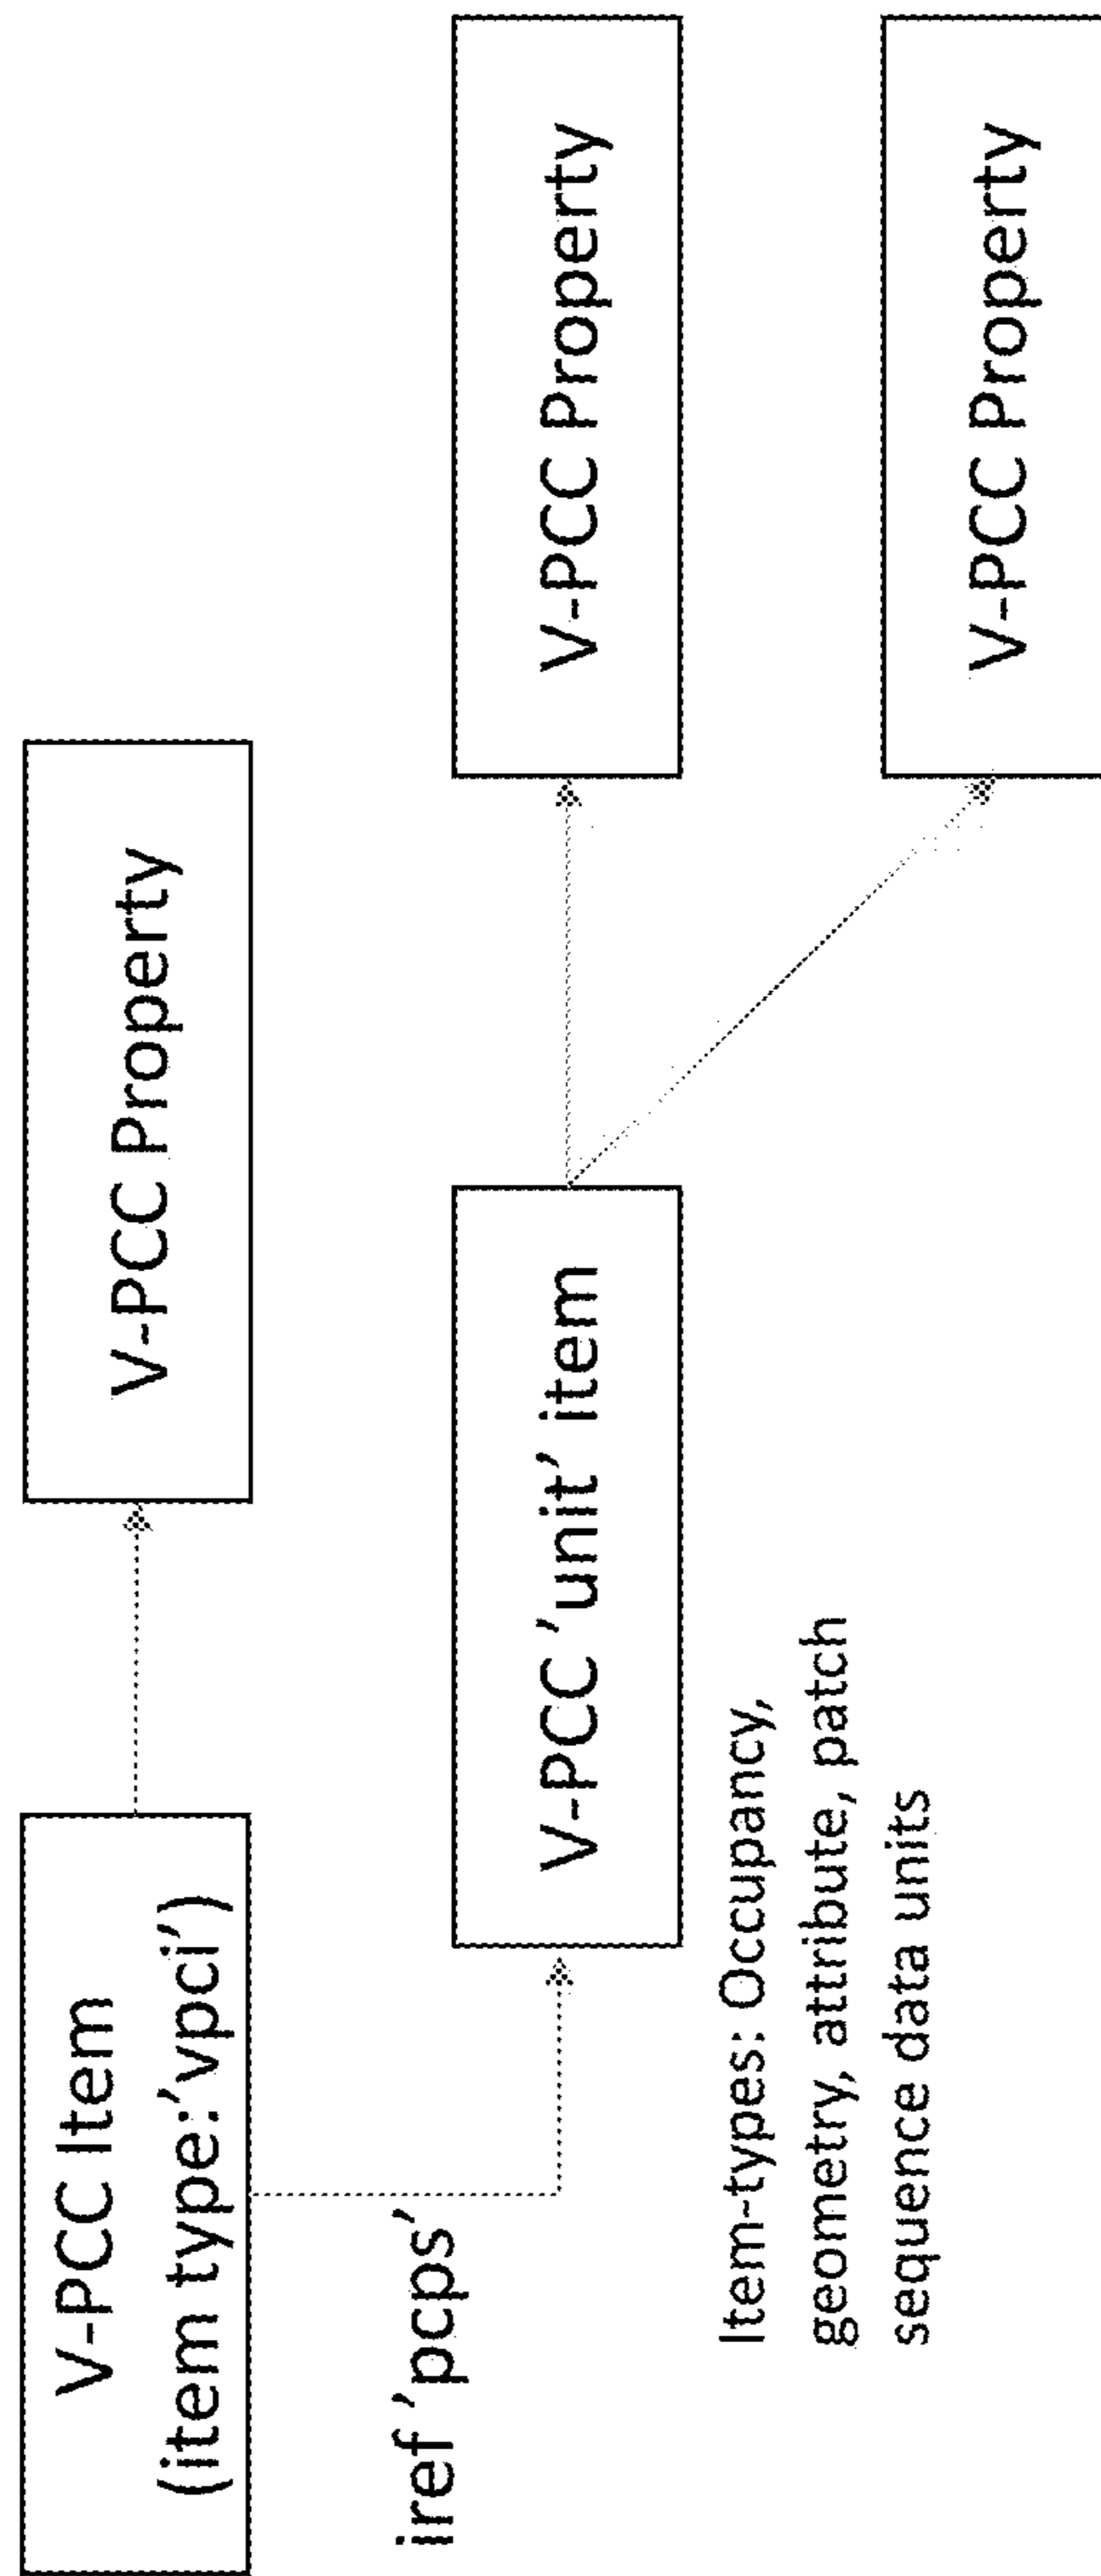 V-PCC Item
(item type:'vpci')
V-PCC Property
iref 'pcps'
V-PCC 'unit' item
V-PCC Property
Item-types: Occupancy,
geometry, attribute, patch
sequence data units
V-PCC Property